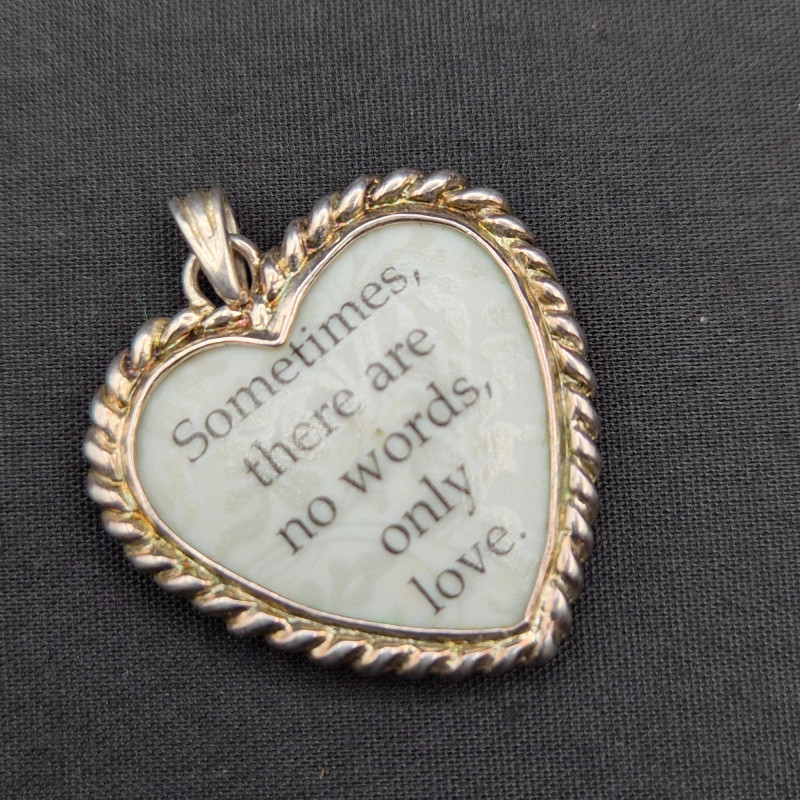 Sometimes,
there are
no words,
only
love.